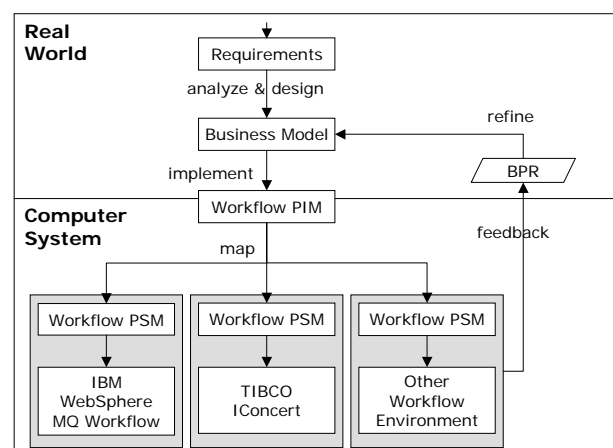 Real
World
Requirements
analyze & design
refine
Business Model
implement
BPR
Workflow PIM
Computer
System
map
feedback
Workflow PSM
Workflow PSM
Workflow PSM
IBM
WebSphere
MQ Workflow
TIBCO
IConcert
Other
Workflow
Environment